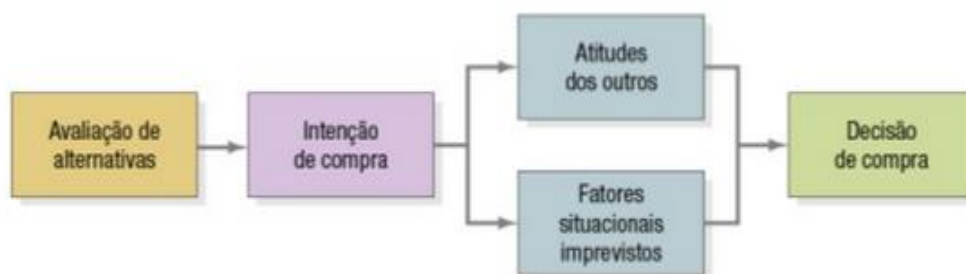 Avaliação de
alternativas
Intenção
de compra
Atitudes
dos outros
Fatores
situacionais
imprevistos
Decisão
de compra